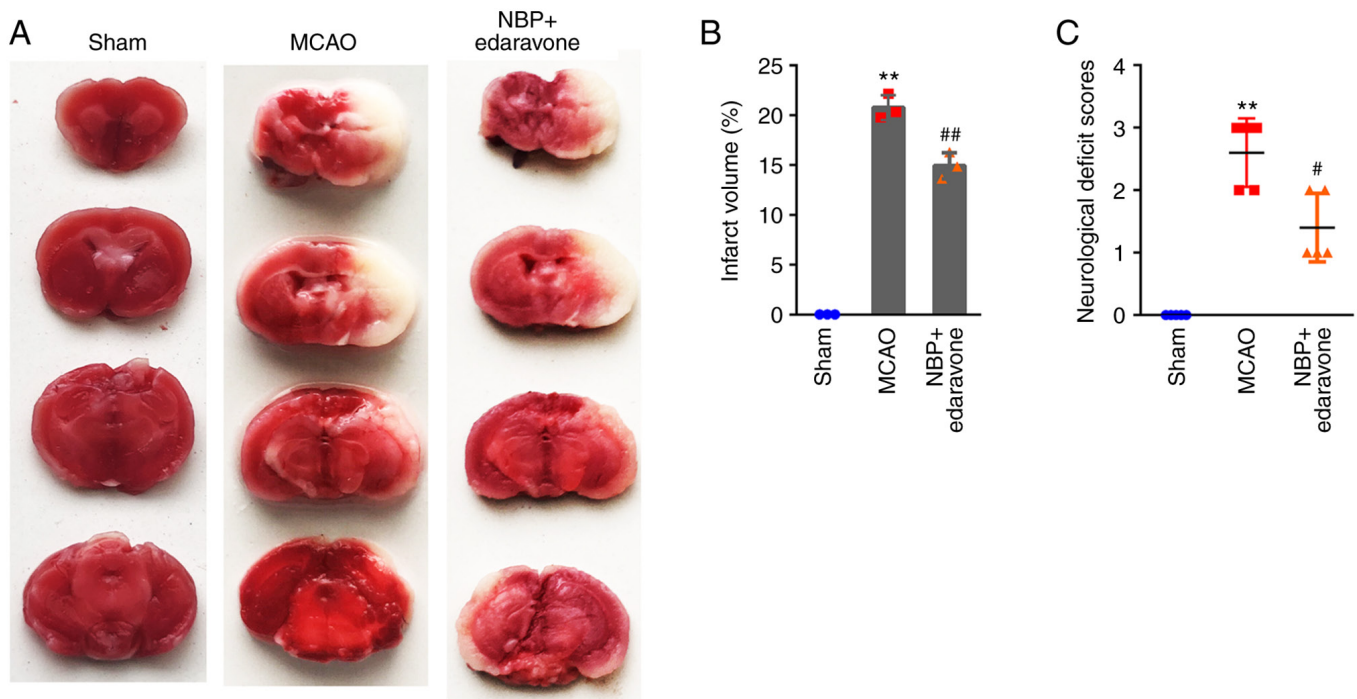 A
Sham
MCAO
NBP+
edaravone
B
Infarct volume (%)
25
20
15
10
5
0
**
##
Sham
MCAO
NBP+
edaravone
C
Neurological deficit scores
4
3
2
1
0
**
#
Sham
MCAO
NBP+
edaravone